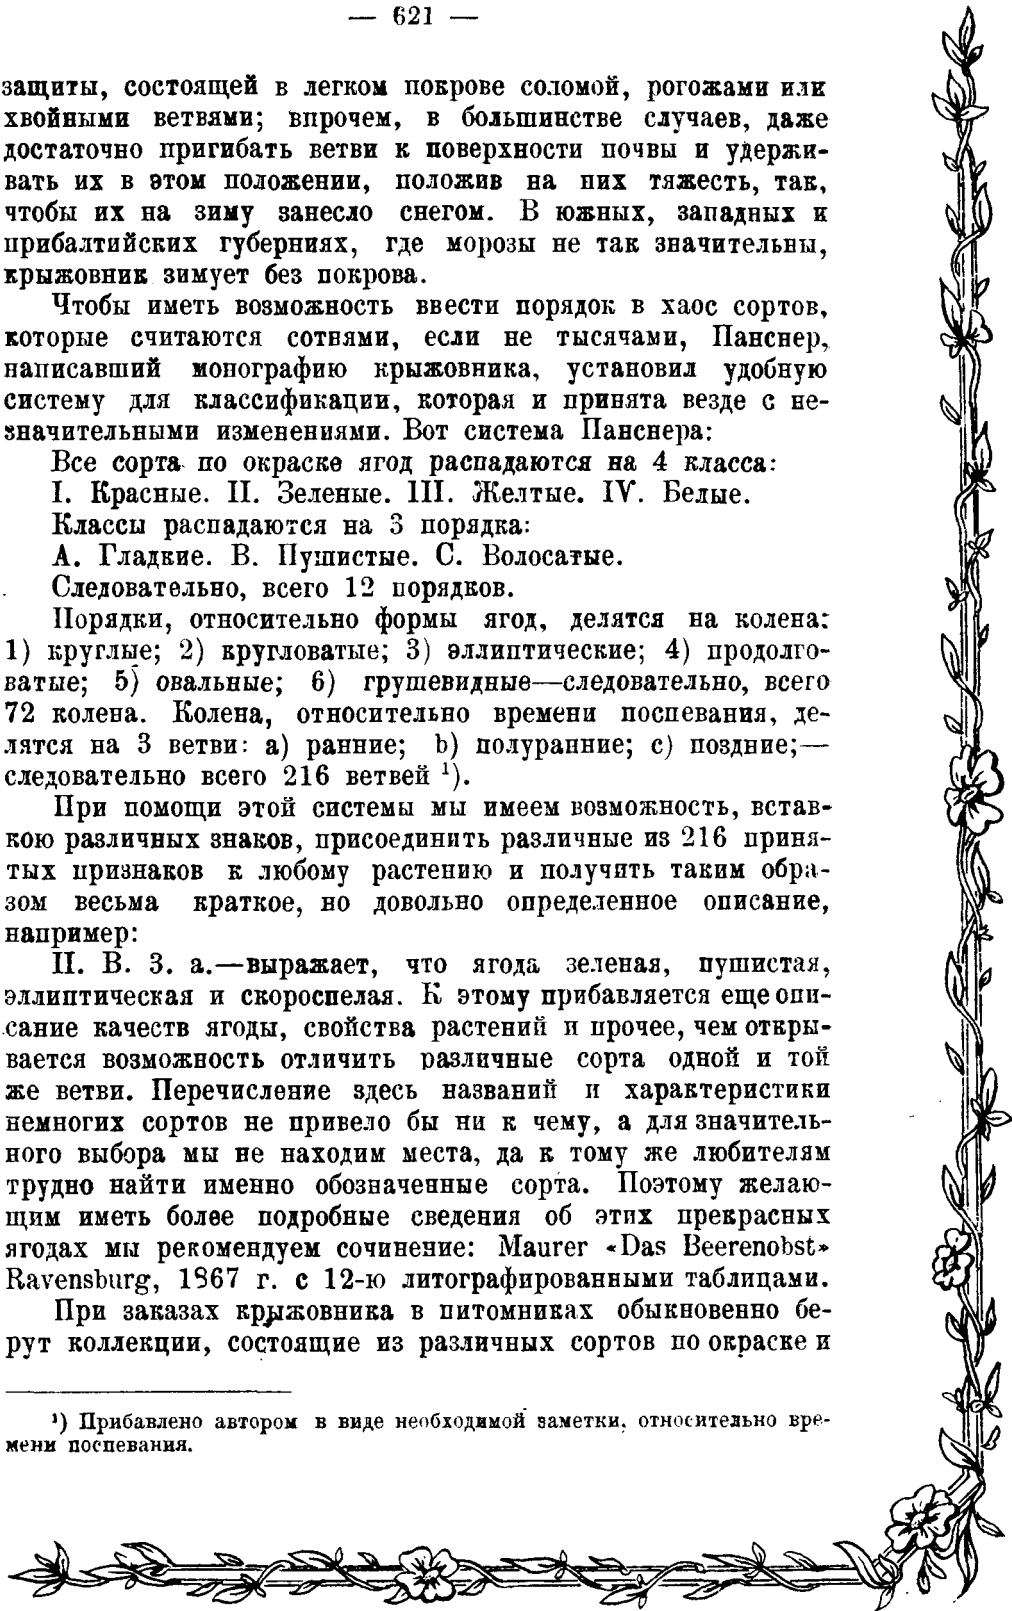 — 621 —
защиты, состоящей в легком покрове соломой, рогожами или
хвойными ветвями; впрочем, в большинстве случаев, даже
достаточно пригибать ветви к поверхности почвы и удержи-
вать их в этом положении, положив на них тяжесть, так,
чтобы их на зиму занесло снегом. В южных, западных и
прибалтийских губерниях, где морозы не так значительны,
крыжовник зимует без покрова.
Чтобы иметь возможность ввести порядок в хаос сортов,
которые считаются сотнями, если не тысячами, Панснер,
написавший монографию крыжовника, установил удобную
систему для классификации, которая и принята везде с не-
значительными изменениями. Вот система Панснера:
Все сорта по окраске ягод распадаются на 4 класса:
I. Красные. II. Зеленые. III. Желтые. IV. Белые.
Классы распадаются на 3 порядка:
А. Гладкие. В. Пушистые. С. Волосатые.
Следовательно, всего 12 порядков.
Порядки, относительно формы ягод, делятся на колена:
1) круглые; 2) кругловатые; 3) эллиптические; 4) продолго-
ватые; 5) овальные; 6) грушевидные—следовательно, всего
72 колена. Колена, относительно времени поспевания, де-
лятся на 3 ветви: a) ранние; b) полуранние; c) поздние;—
следовательно всего 216 ветвей ¹).
При помощи этой системы мы имеем возможность, встав-
кою различных знаков, присоединить различные из 216 приня-
тых признаков к любому растению и получить таким обра-
зом весьма краткое, но довольно определенное описание,
например:
II. В. 3. а.—выражает, что ягода зеленая, пушистая,
эллиптическая и скороспелая. К этому прибавляется еще опи-
сание качеств ягоды, свойства растений и прочее, чем откры-
вается возможность отличить различные сорта одной и той
же ветви. Перечисление здесь названий и характеристики
немногих сортов не привело бы ни к чему, а для значитель-
ного выбора мы не находим места, да к тому же любителям
трудно найти именно обозначенные сорта. Поэтому желаю-
щим иметь более подробные сведения об этих прекрасных
ягодах мы рекомендуем сочинение: Maurer «Das Beerenobst»
Ravensburg, 1867 г. с 12-ю литографированными таблицами.
При заказах крыжовника в питомниках обыкновенно бе-
рут коллекции, состоящие из различных сортов по окраске и
¹) Прибавлено автором в виде необходимой заметки, относительно вре-
мени поспевания.